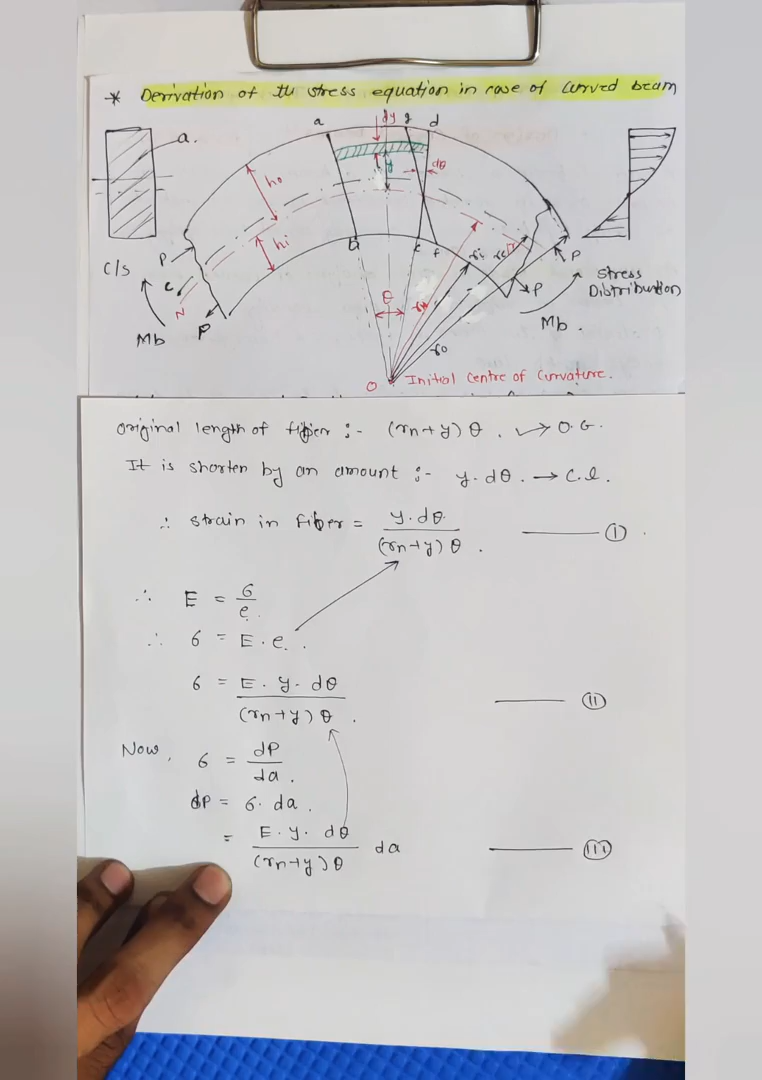 * Derivation of the stress equation in case of curved beam
a.
C/S
Mb
P
C
N
P
ho
hi
a
dy
g
d
y
dθ
b
c
f
θ
rn
ri
rc
ro
O
Initial Centre of Curvature.
P
P
Mb.
Stress
Distribution
Original length of fiber :- (rn+y)θ. → O.G.
It is shorten by an amount :- y.dθ. → C.l.
∴ strain in Fiber = y.dθ / (rn+y)θ. —— (I).
∴ E = σ / e.
∴ σ = E.e.
σ = E.y.dθ / (rn+y)θ. —— (II)
Now, σ = dP / da.
dP = σ.da.
= E.y.dθ / (rn+y)θ da —— (III)